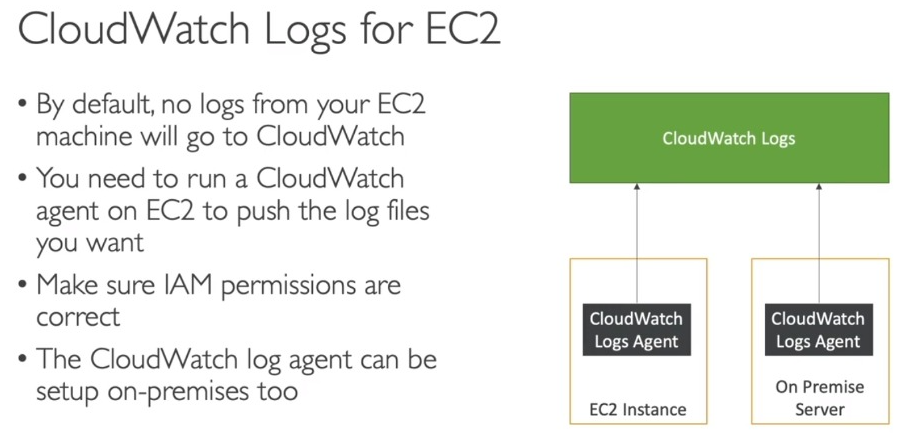 CloudWatch Logs for EC2
• By default, no logs from your EC2
machine will go to CloudWatch
• You need to run a CloudWatch
agent on EC2 to push the log files
you want
• Make sure IAM permissions are
correct
• The CloudWatch log agent can be
setup on-premises too
CloudWatch Logs
CloudWatch
Logs Agent
EC2 Instance
CloudWatch
Logs Agent
On Premise
Server